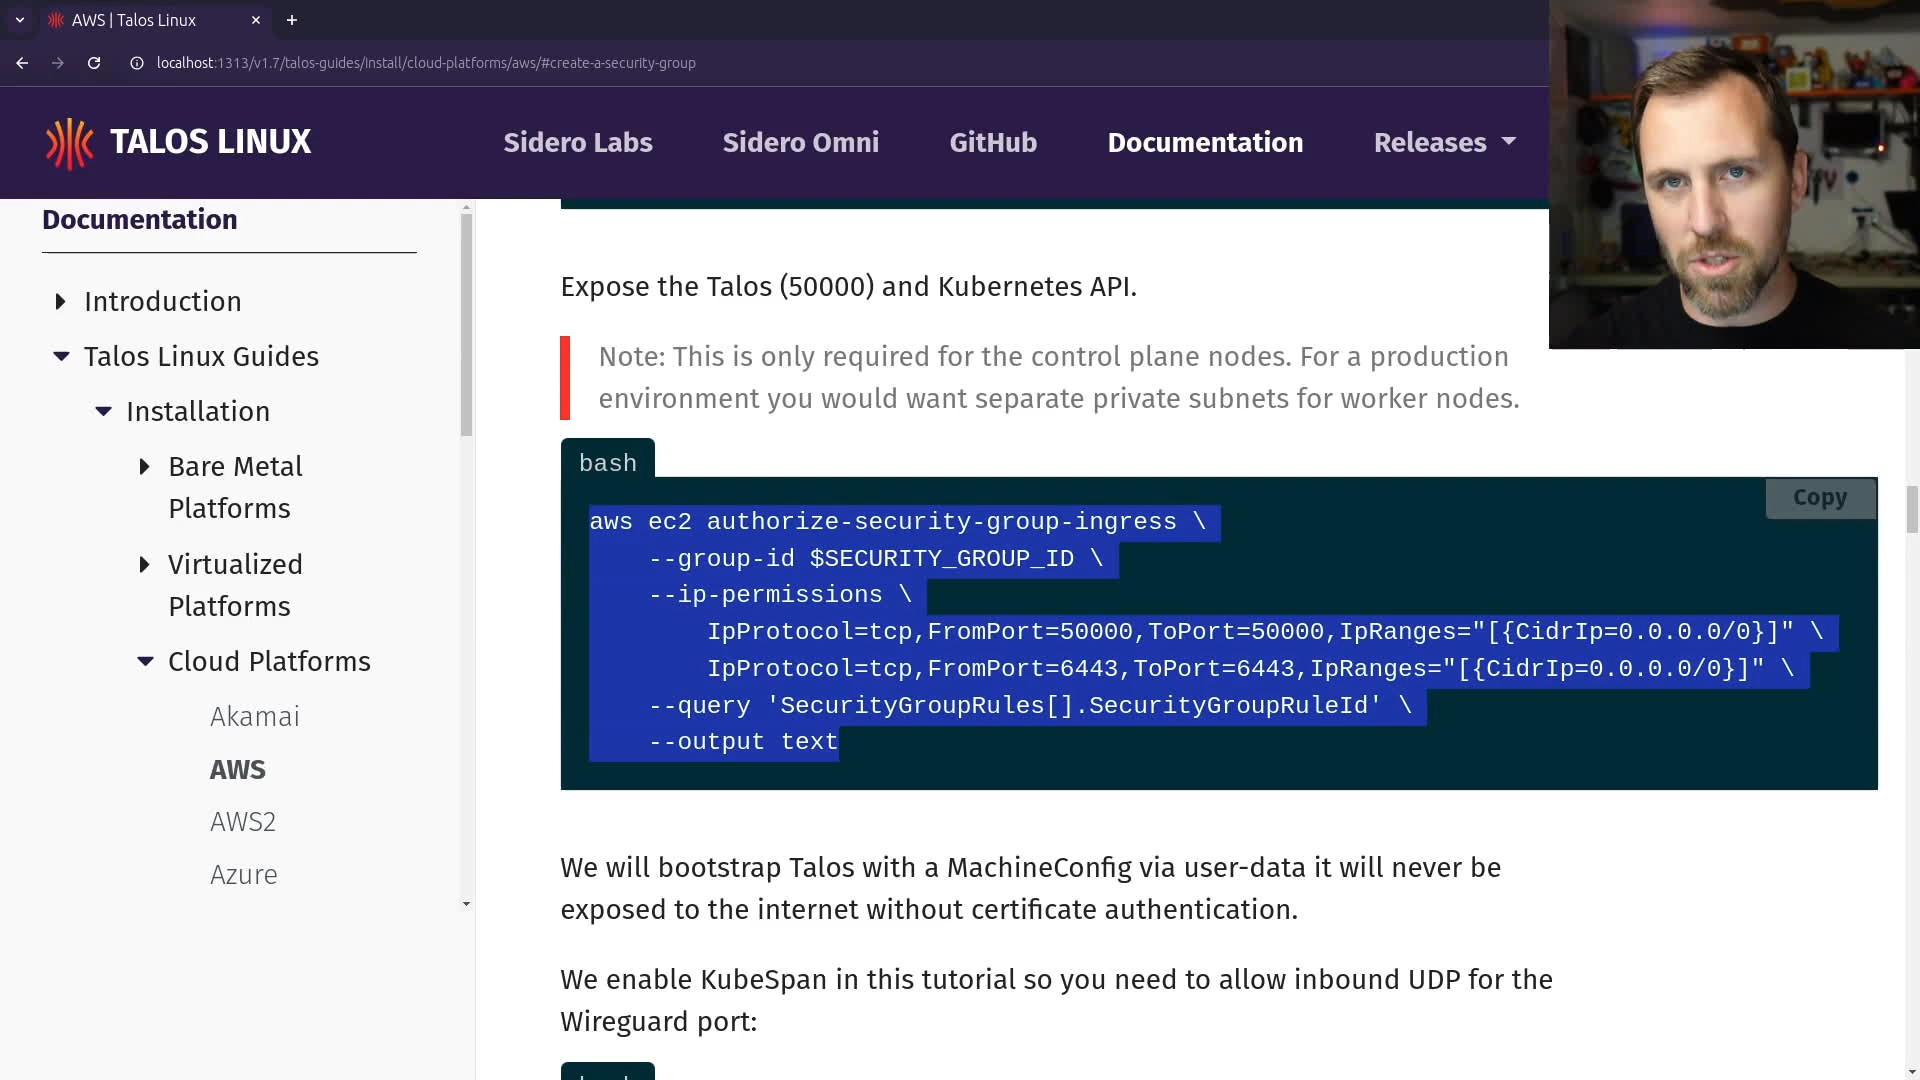 AWS | Talos Linux
localhost:1313/v1.7/talos-guides/install/cloud-platforms/aws/#create-a-security-group
TALOS LINUX
Sidero Labs
Sidero Omni
GitHub
Documentation
Releases
Documentation
Introduction
Talos Linux Guides
Installation
Bare Metal
Platforms
Virtualized
Platforms
Cloud Platforms
Akamai
AWS
AWS2
Azure
Expose the Talos (50000) and Kubernetes API.
Note: This is only required for the control plane nodes. For a production
environment you would want separate private subnets for worker nodes.
bash
Copy
aws ec2 authorize-security-group-ingress \
--group-id $SECURITY_GROUP_ID \
--ip-permissions \
IpProtocol=tcp,FromPort=50000,ToPort=50000,IpRanges="[{CidrIp=0.0.0.0/0}]" \
IpProtocol=tcp,FromPort=6443,ToPort=6443,IpRanges="[{CidrIp=0.0.0.0/0}]" \
--query 'SecurityGroupRules[].SecurityGroupRuleId' \
--output text
We will bootstrap Talos with a MachineConfig via user-data it will never be
exposed to the internet without certificate authentication.
We enable KubeSpan in this tutorial so you need to allow inbound UDP for the
Wireguard port: